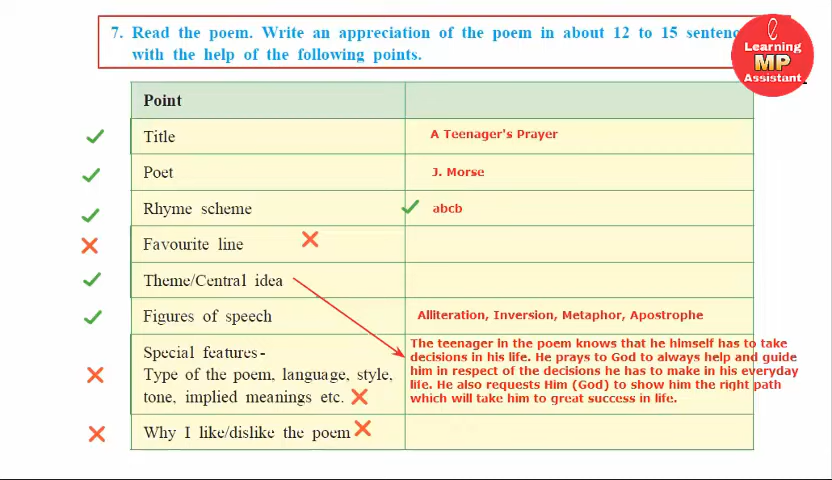 7. Read the poem. Write an appreciation of the poem in about 12 to 15
with the help of the following points.
Learning
MP
Assistant
Point
Title
A Teenager's Prayer
Poet
J. Morse
Rhyme scheme
abcb
Favourite line
Theme/Central idea
Figures of speech
Alliteration, Inversion, Metaphor, Apostrophe
Special features-
Type of the poem, language, style,
tone, implied meanings etc.
The teenager in the poem knows that he himself has to take
decisions in his life. He prays to God to always help and guide
him in respect of the decisions he has to make in his everyday
life. He also requests Him (God) to show him the right path
which will take him to great success in life.
Why I like/dislike the poem